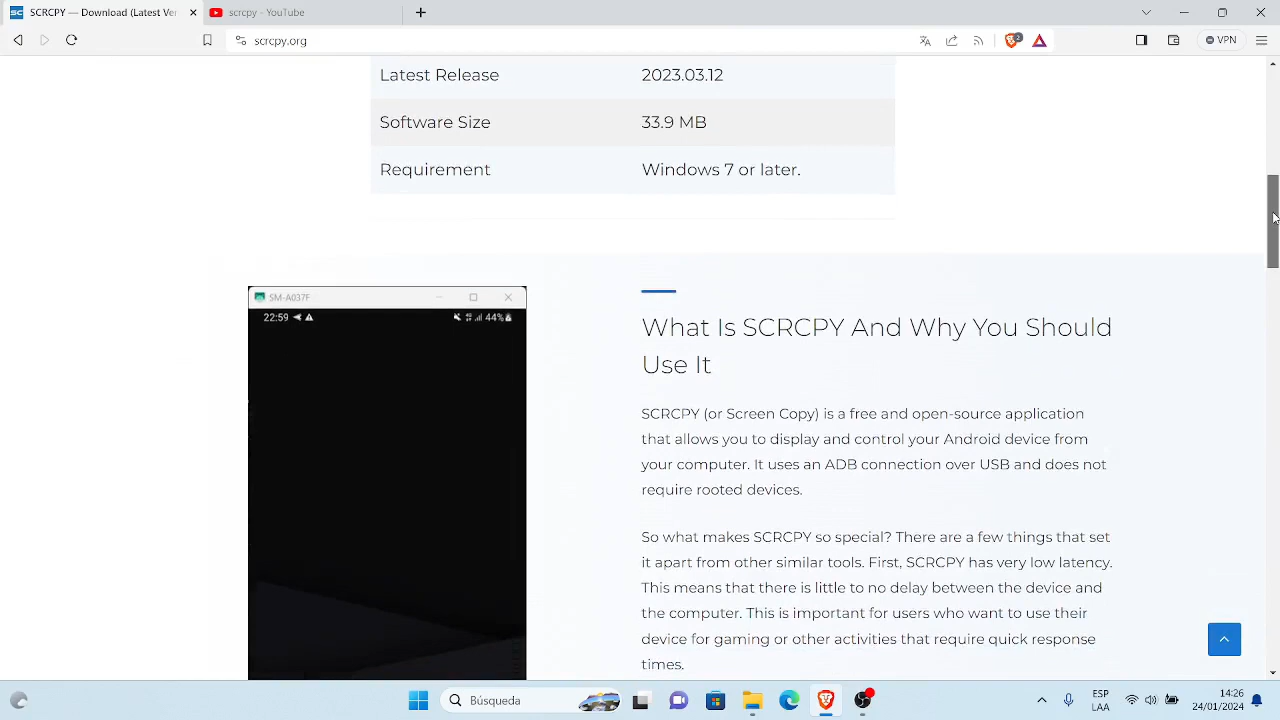 SCRCPY — Download (Latest Ver
scrcpy - YouTube
scrcpy.org
2
VPN
Latest Release 2023.03.12
Software Size 33.9 MB
Requirement Windows 7 or later.
SM-A037F
22:59 44%
What Is SCRCPY And Why You Should
Use It
SCRCPY (or Screen Copy) is a free and open-source application
that allows you to display and control your Android device from
your computer. It uses an ADB connection over USB and does not
require rooted devices.
So what makes SCRCPY so special? There are a few things that set
it apart from other similar tools. First, SCRCPY has very low latency.
This means that there is little to no delay between the device and
the computer. This is important for users who want to use their
device for gaming or other activities that require quick response
times.
Búsqueda
ESP
LAA
14:26
24/01/2024